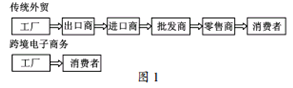 传统外贸
工厂 出口商 进口商 批发商 零售商 消费者
跨境电子商务
工厂 消费者
图 1